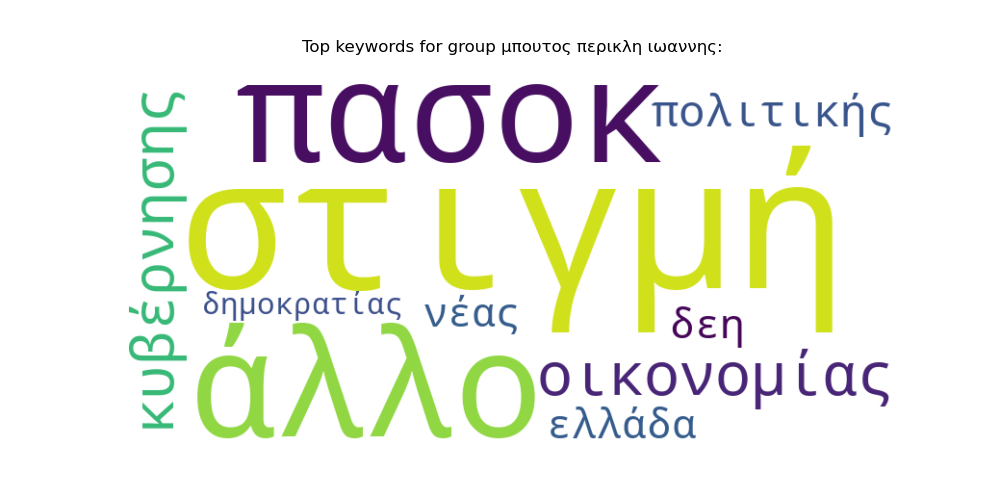 Top keywords for group μπουτος περικλη ιωαννης:
κυβέρνησης
πασοκ
πολιτικής
στιγμή
δημοκρατίας
νέας
δεη
άλλο
οικονομίας
ελλάδα